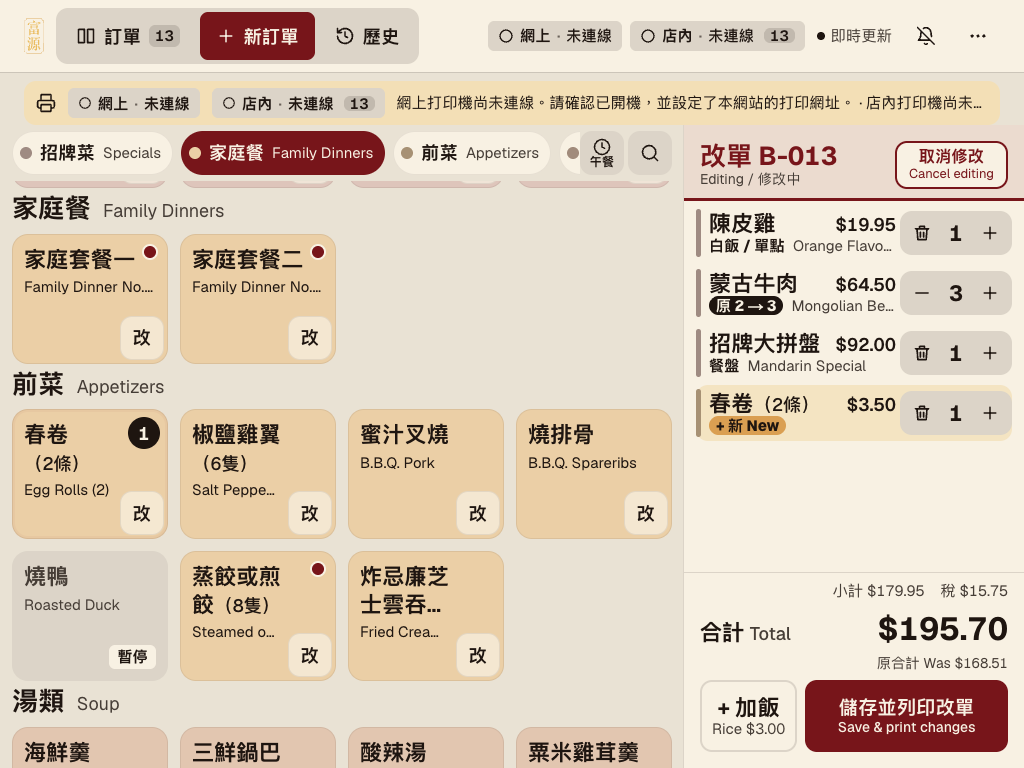 富源
訂單 13
新訂單
歷史
網上 · 未連線
店內 · 未連線 13
即時更新
網上 · 未連線
店內 · 未連線 13
網上打印機尚未連線。請確認已開機，並設定了本網站的打印網址。 · 店內打印機尚未…
招牌菜 Specials
家庭餐 Family Dinners
前菜 Appetizers
午餐
家庭餐 Family Dinners
家庭套餐一
Family Dinner No....
改
家庭套餐二
Family Dinner No....
改
前菜 Appetizers
春卷
（2條）
Egg Rolls (2)
1
改
椒鹽雞翼
（6隻）
Salt Peppe...
改
蜜汁叉燒
B.B.Q. Pork
改
燒排骨
B.B.Q. Spareribs
改
燒鴨
Roasted Duck
暫停
蒸餃或煎
餃（8隻）
Steamed o...
改
炸忌廉芝
士雲吞...
Fried Crea...
改
湯類 Soup
海鮮羹
三鮮鍋巴
酸辣湯
粟米雞茸羹
改單 B-013
Editing / 修改中
取消修改
Cancel editing
陳皮雞 $19.95
白飯 / 單點 Orange Flavo...
1
蒙古牛肉 $64.50
原 2 → 3 Mongolian Be...
3
招牌大拼盤 $92.00
餐盤 Mandarin Special
1
春卷（2條） $3.50
+ 新 New
1
小計 $179.95 稅 $15.75
合計 Total $195.70
原合計 Was $168.51
+ 加飯
Rice $3.00
儲存並列印改單
Save & print changes